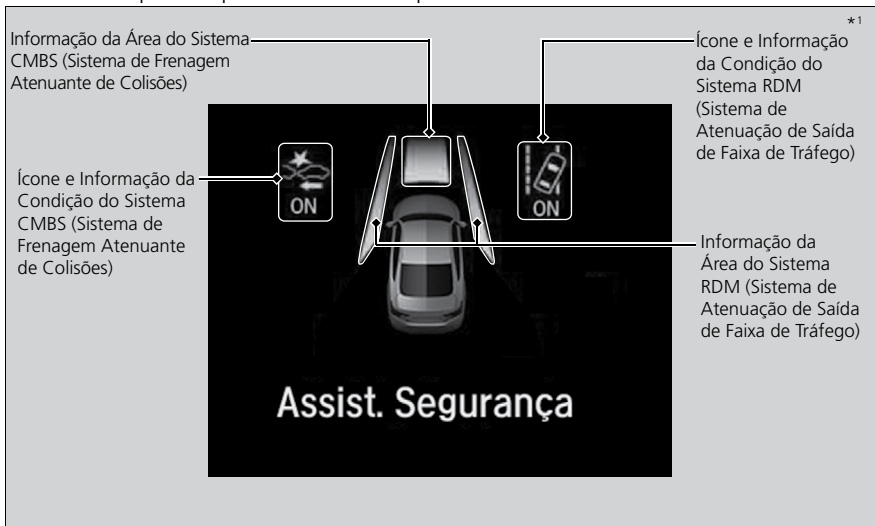 Informação da Área do Sistema
CMBS (Sistema de Frenagem
Atenuante de Colisões)
*1
Ícone e Informação
da Condição do
Sistema RDM
(Sistema de
Atenuação de Saída
de Faixa de Tráfego)
Ícone e Informação da
Condição do Sistema
CMBS (Sistema de
Frenagem Atenuante
de Colisões)
ON
ON
Informação da
Área do Sistema
RDM (Sistema de
Atenuação de Saída
de Faixa de Tráfego)
Assist. Segurança